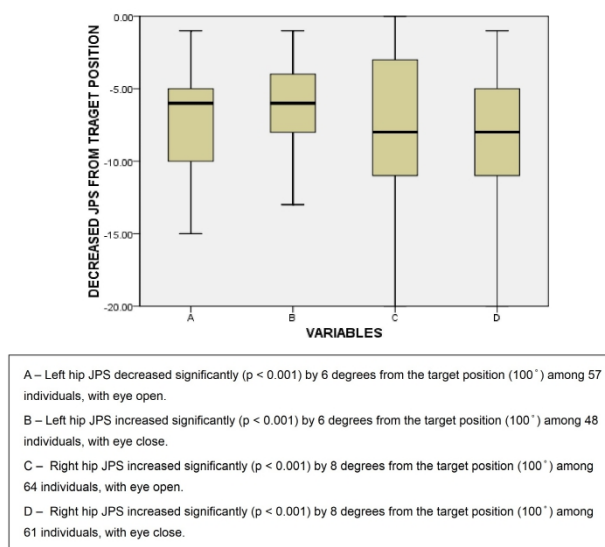 0.00
-5.00
-10.00
-15.00
-20.00
DECREASED JPS FROM TRAGET POSITION
A B C D
VARIABLES
A – Left hip JPS decreased significantly (p < 0.001) by 6 degrees from the target position (100˚) among 57
individuals, with eye open.
B – Left hip JPS increased significantly (p < 0.001) by 6 degrees from the target position (100˚) among 48
individuals, with eye close.
C – Right hip JPS increased significantly (p < 0.001) by 8 degrees from the target position (100˚) among
64 individuals, with eye open.
D – Right hip JPS increased significantly (p < 0.001) by 8 degrees from the target position (100˚) among
61 individuals, with eye close.